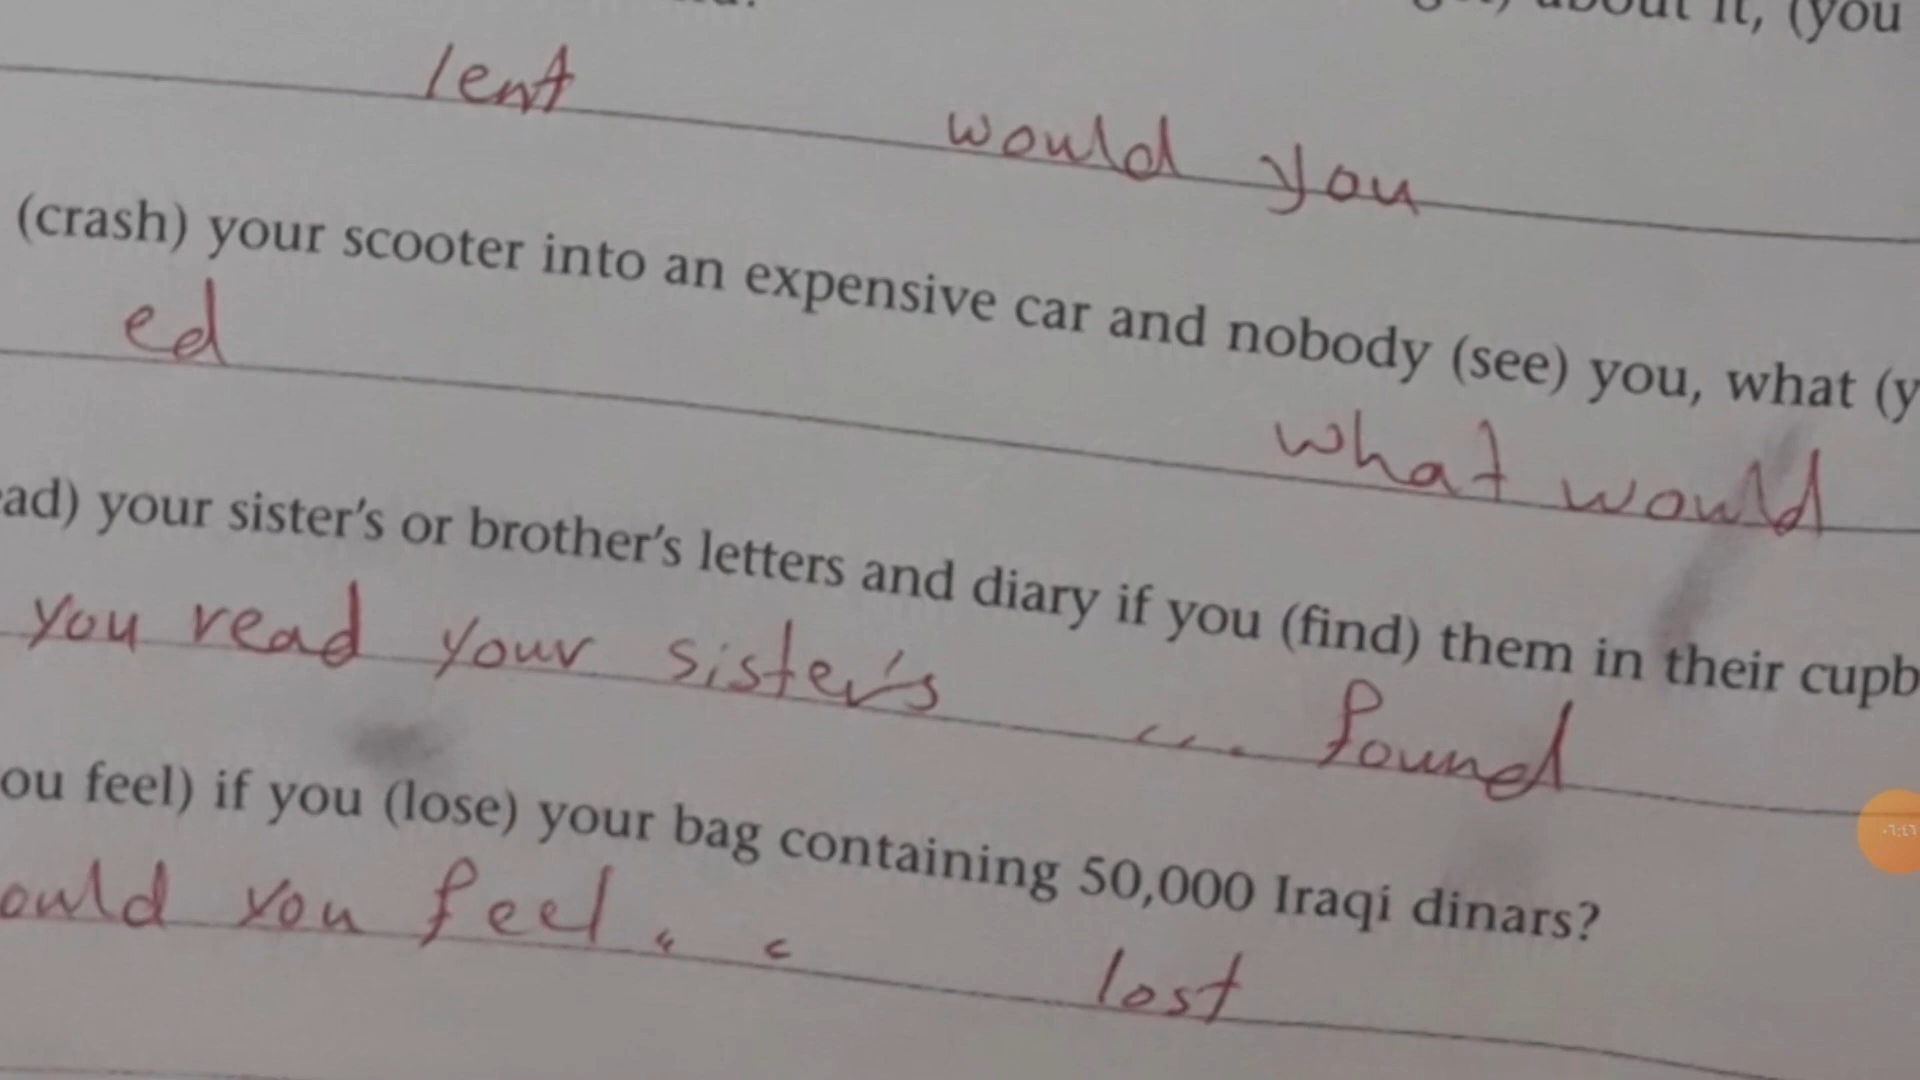 about it, (you
lent would you
(crash) your scooter into an expensive car and nobody (see) you, what (y
ed what would
ad) your sister's or brother's letters and diary if you (find) them in their cupb
you read your sister's ... found
ou feel) if you (lose) your bag containing 50,000 Iraqi dinars?
ould you feel . . lost